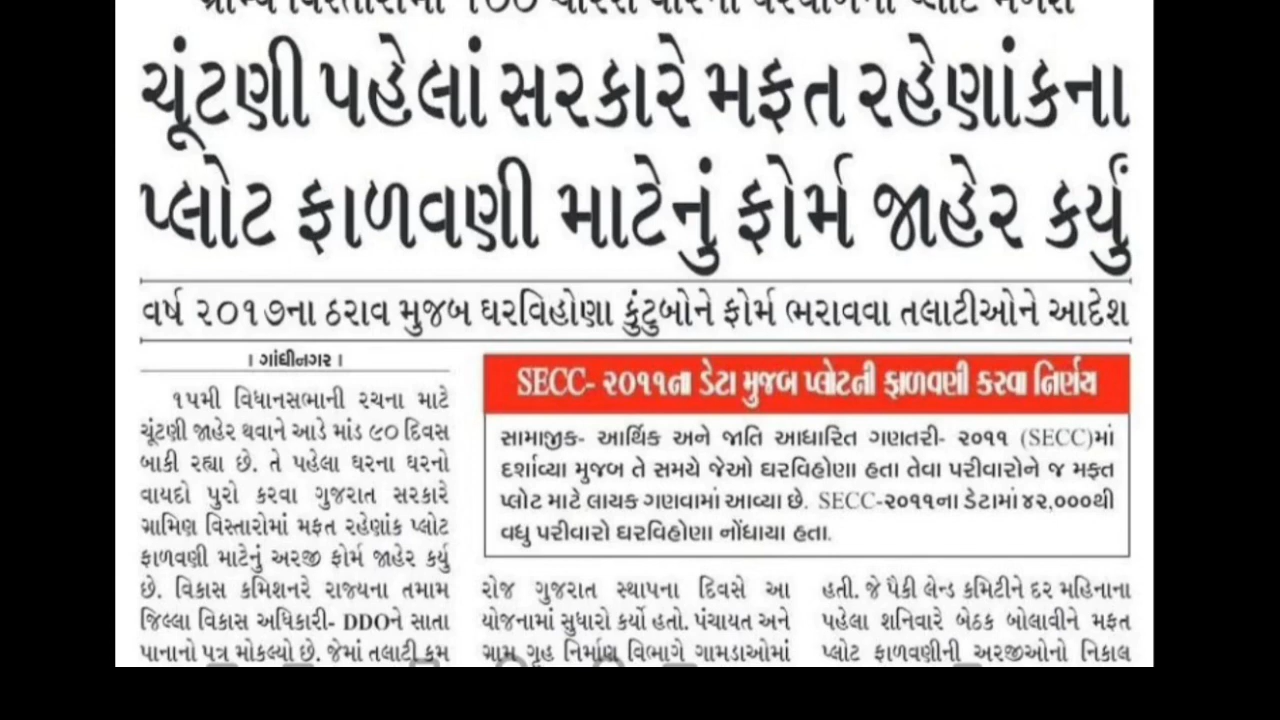 ચૂંટણી પહેલાં સરકારે મફત રહેણાંકના
પ્લોટ ફાળવણી માટેનું ફોર્મ જાહેર કર્યું
વર્ષ ૨૦૧૭ના ઠરાવ મુજબ ઘરવિહોણા કુંટુબોને ફોર્મ ભરાવવા તલાટીઓને આદેશ
। ગાંધીનગર ।
૧૫મી વિધાનસભાની રચના માટે
ચૂંટણી જાહેર થવાને આડે માંડ ૯૦ દિવસ
બાકી રહ્યા છે. તે પહેલા ઘરના ઘરનો
વાયદો પુરો કરવા ગુજરાત સરકારે
ગ્રામિણ વિસ્તારોમાં મફત રહેણાંક પ્લોટ
ફાળવણી માટેનું અરજી ફોર્મ જાહેર કર્યુ
છે. વિકાસ કમિશનરે રાજ્યના તમામ
જિલ્લા વિકાસ અધિકારી- DDOને સાતા
પાનાનો પત્ર મોકલ્યો છે. જેમાં તલાટી કમ
SECC- ૨૦૧૧ના ડેટા મુજબ પ્લોટની ફાળવણી કરવા નિર્ણય
સામાજીક- આર્થિક અને જાતિ આધારિત ગણતરી- ૨૦૧૧ (SECC)માં
દર્શાવ્યા મુજબ તે સમયે જેઓ ઘરવિહોણા હતા તેવા પરીવારોને જ મફત
પ્લોટ માટે લાયક ગણવામાં આવ્યા છે. SECC-૨૦૧૧ના ડેટામાં ૪૨,૦૦૦થી
વધુ પરીવારો ઘરવિહોણા નોંધાયા હતા.
રોજ ગુજરાત સ્થાપના દિવસે આ
યોજનામાં સુધારો કર્યો હતો. પંચાયત અને
ગ્રામ ગૃહ નિર્માણ વિભાગે ગામડાઓમાં
હતી. જે પૈકી લેન્ડ કમિટીને દર મહિનાના
પહેલા શનિવારે બેઠક બોલાવીને મફત
પ્લોટ ફાળવણીની અરજીઓનો નિકાલ